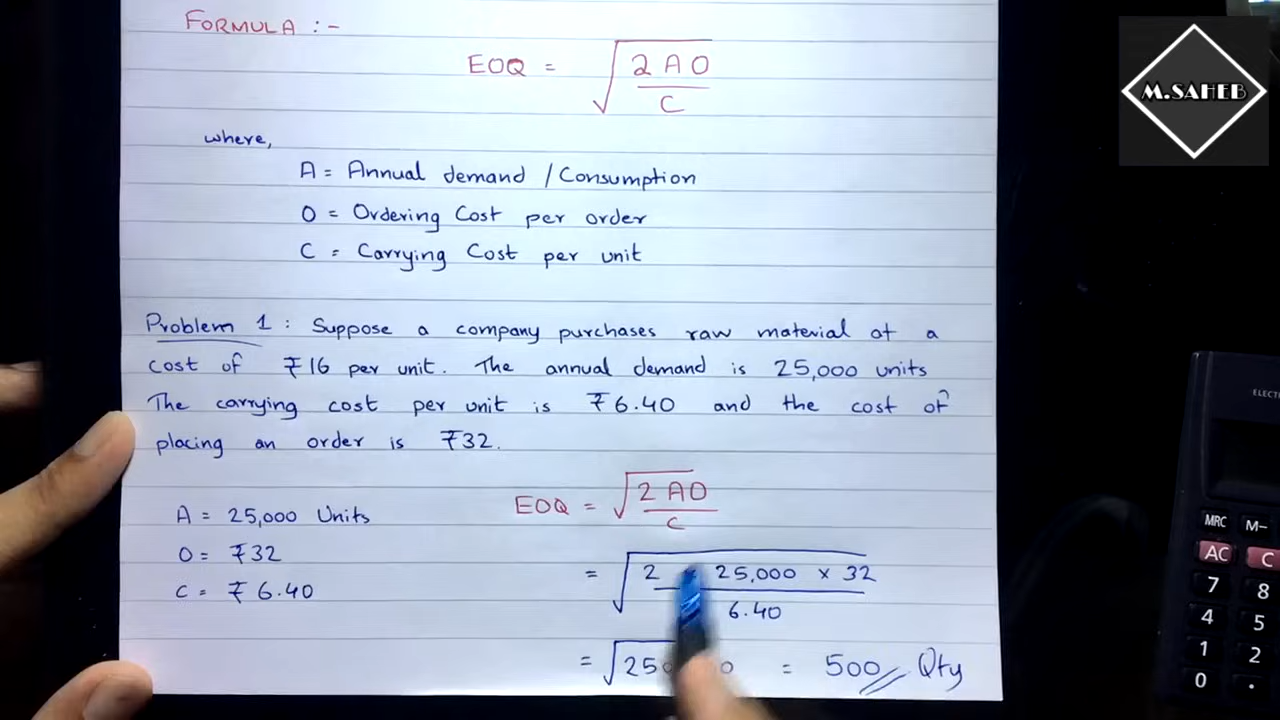 FORMULA :-
EOQ = √ 2 A O
C
M.SAHEB
where,
A = Annual demand / Consumption
O = Ordering Cost per order
C = Carrying Cost per unit
Problem 1 : Suppose a company purchases raw material at a
cost of ₹16 per unit. The annual demand is 25,000 units
The carrying cost per unit is ₹6.40 and the cost of
placing an order is ₹32.
A = 25,000 Units
O = ₹32
C = ₹6.40
EOQ = √ 2 A O
C
= √ 2 25,000 × 32
6.40
= √ = 500 Qty
ELECT
MRC M-
AC C
7 8
4 5
1 2
0 .